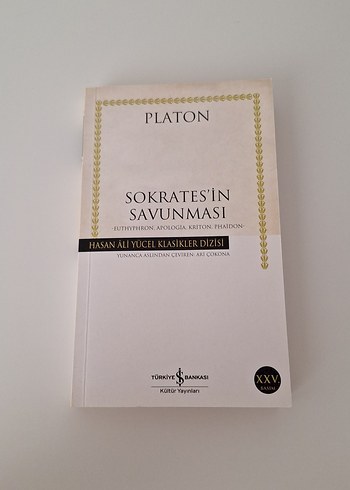 PLATON
SOKRATES'İN
SAVUNMASI
-EUTHYPHRON, APOLOGIA, KRITON, PHAIDON-
HASAN ÂLİ YÜCEL KLASİKLER DİZİSİ
YUNANCA ASLINDAN ÇEVİREN: ARİ ÇOKONA
TÜRKİYE İŞ BANKASI
Kültür Yayınları
XXV.
BASIM